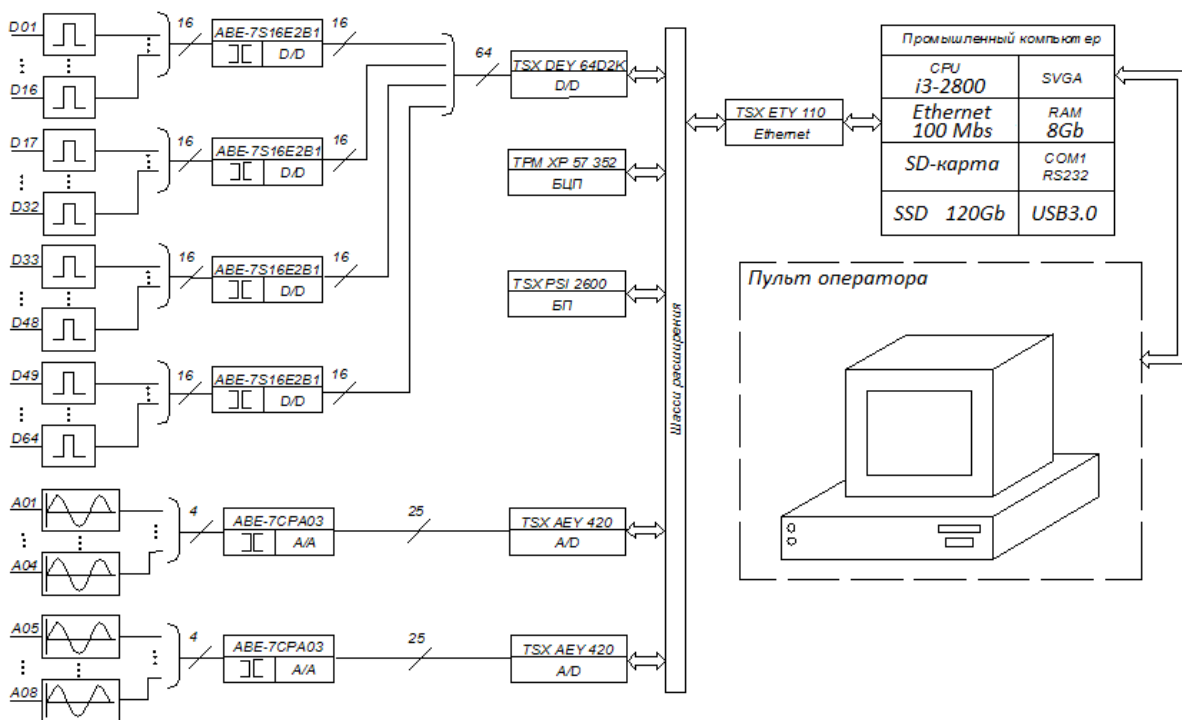 D01
D16
16
ABE-7S16E2B1
D/D
16
64
TSX DEY 64D2K
D/D
D17
D32
16
ABE-7S16E2B1
D/D
16
TPM XP 57 352
БЦП
D33
D48
16
ABE-7S16E2B1
D/D
16
TSX PSI 2600
БП
D49
D64
16
ABE-7S16E2B1
D/D
16
A01
A04
4
ABE-7CPA03
A/A
25
TSX AEY 420
A/D
A05
A08
4
ABE-7CPA03
A/A
25
TSX AEY 420
A/D
Шасси расширения
TSX ETY 110
Ethernet
Промышленный компьютер
CPU
i3-2800
SVGA
Ethernet
100 Mbs
RAM
8Gb
SD-карта
COM1
RS232
SSD 120Gb
USB3.0
Пульт оператора